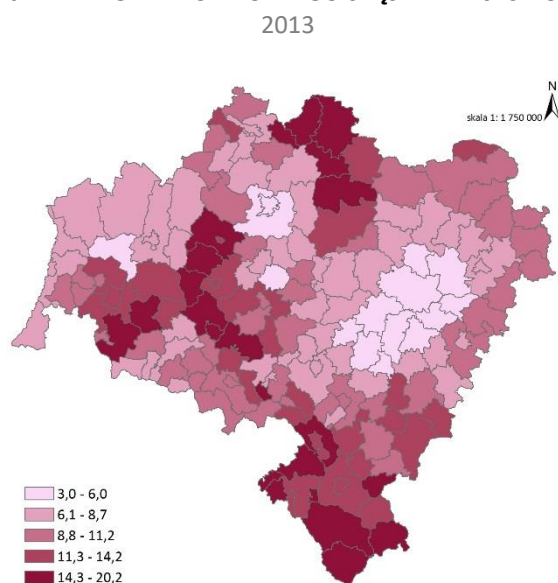 2013
N
skala 1: 1 750 000
3,0 - 6,0
6,1 - 8,7
8,8 - 11,2
11,3 - 14,2
14,3 - 20,2